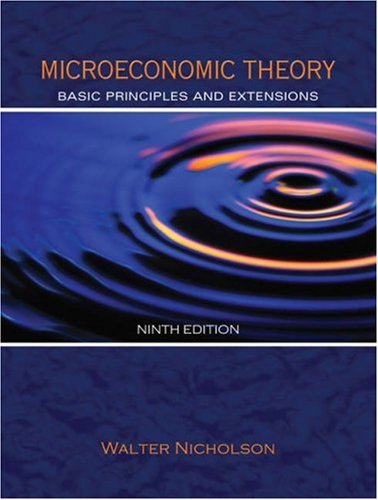 MICROECONOMIC THEORY
BASIC PRINCIPLES AND EXTENSIONS
NINTH EDITION
WALTER NICHOLSON